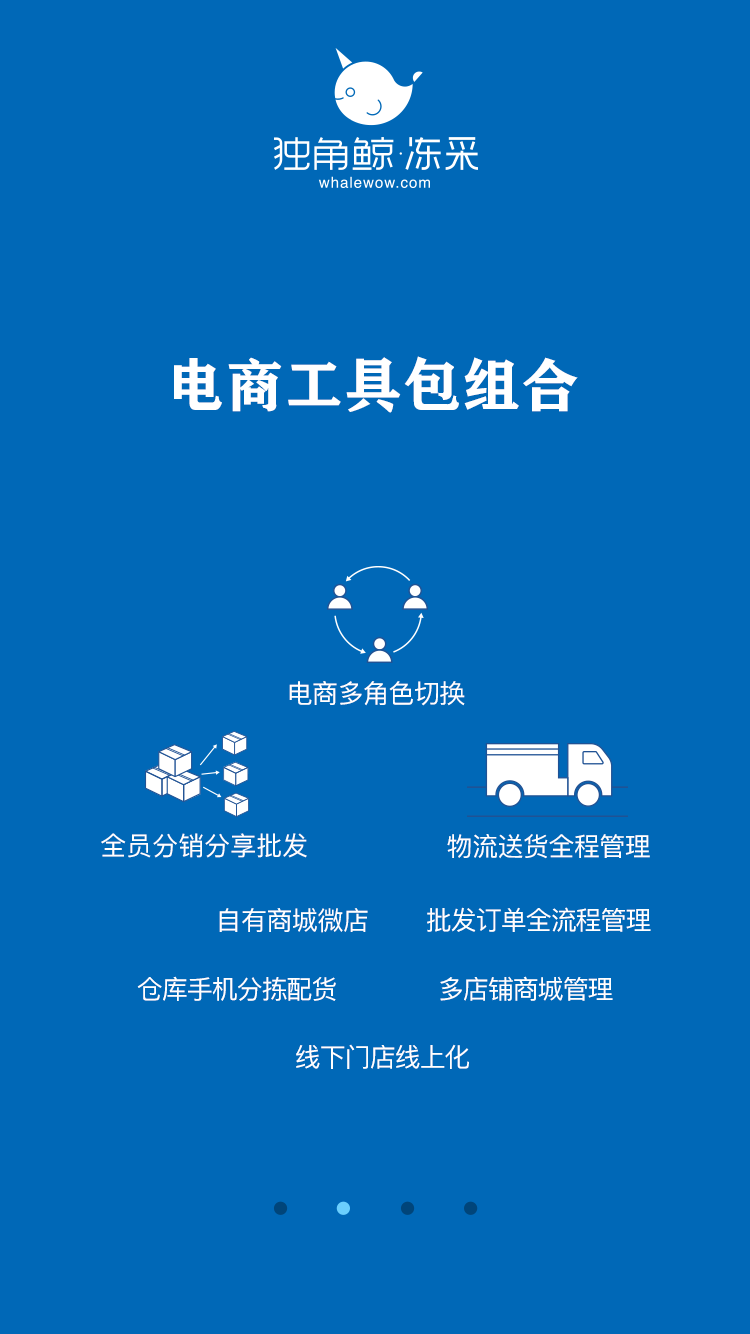 独角鲸·冻采
whalewow.com
电商工具包组合
电商多角色切换
全员分销分享批发
物流送货全程管理
自有商城微店
批发订单全流程管理
仓库手机分拣配货
多店铺商城管理
线下门店线上化